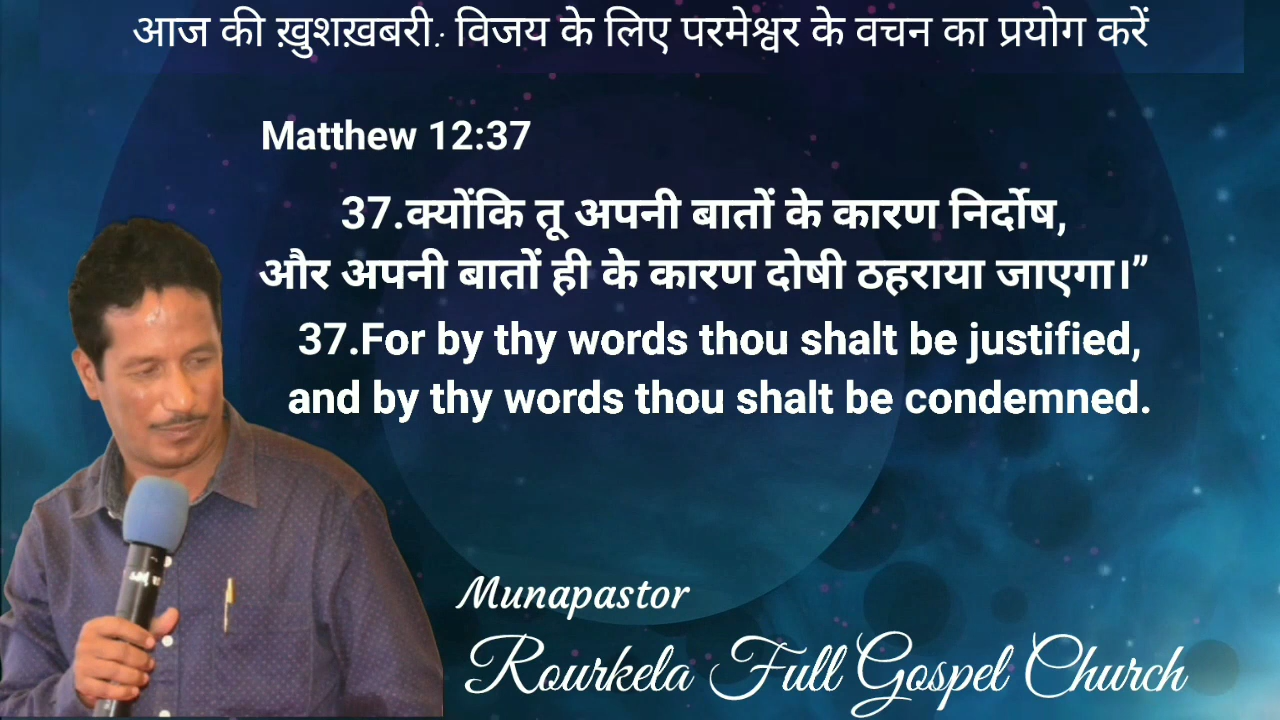 आज की ख़ुशख़बरी.: विजय के लिए परमेश्वर के वचन का प्रयोग करें
Matthew 12:37
37.क्योंकि तू अपनी बातों के कारण निर्दोष,
और अपनी बातों ही के कारण दोषी ठहराया जाएगा।”
37.For by thy words thou shalt be justified,
and by thy words thou shalt be condemned.
Munapastor
Rourkela Full Gospel Church